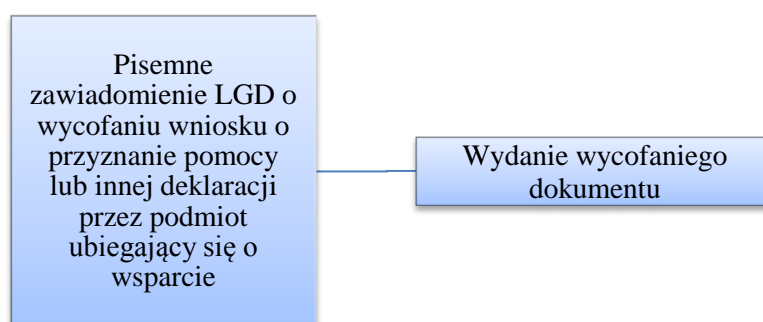 Pisemne
zawiadomienie LGD o
wycofaniu wniosku o
przyznanie pomocy
lub innej deklaracji
przez podmiot
ubiegający się o
wsparcie
Wydanie wycofaniego
dokumentu